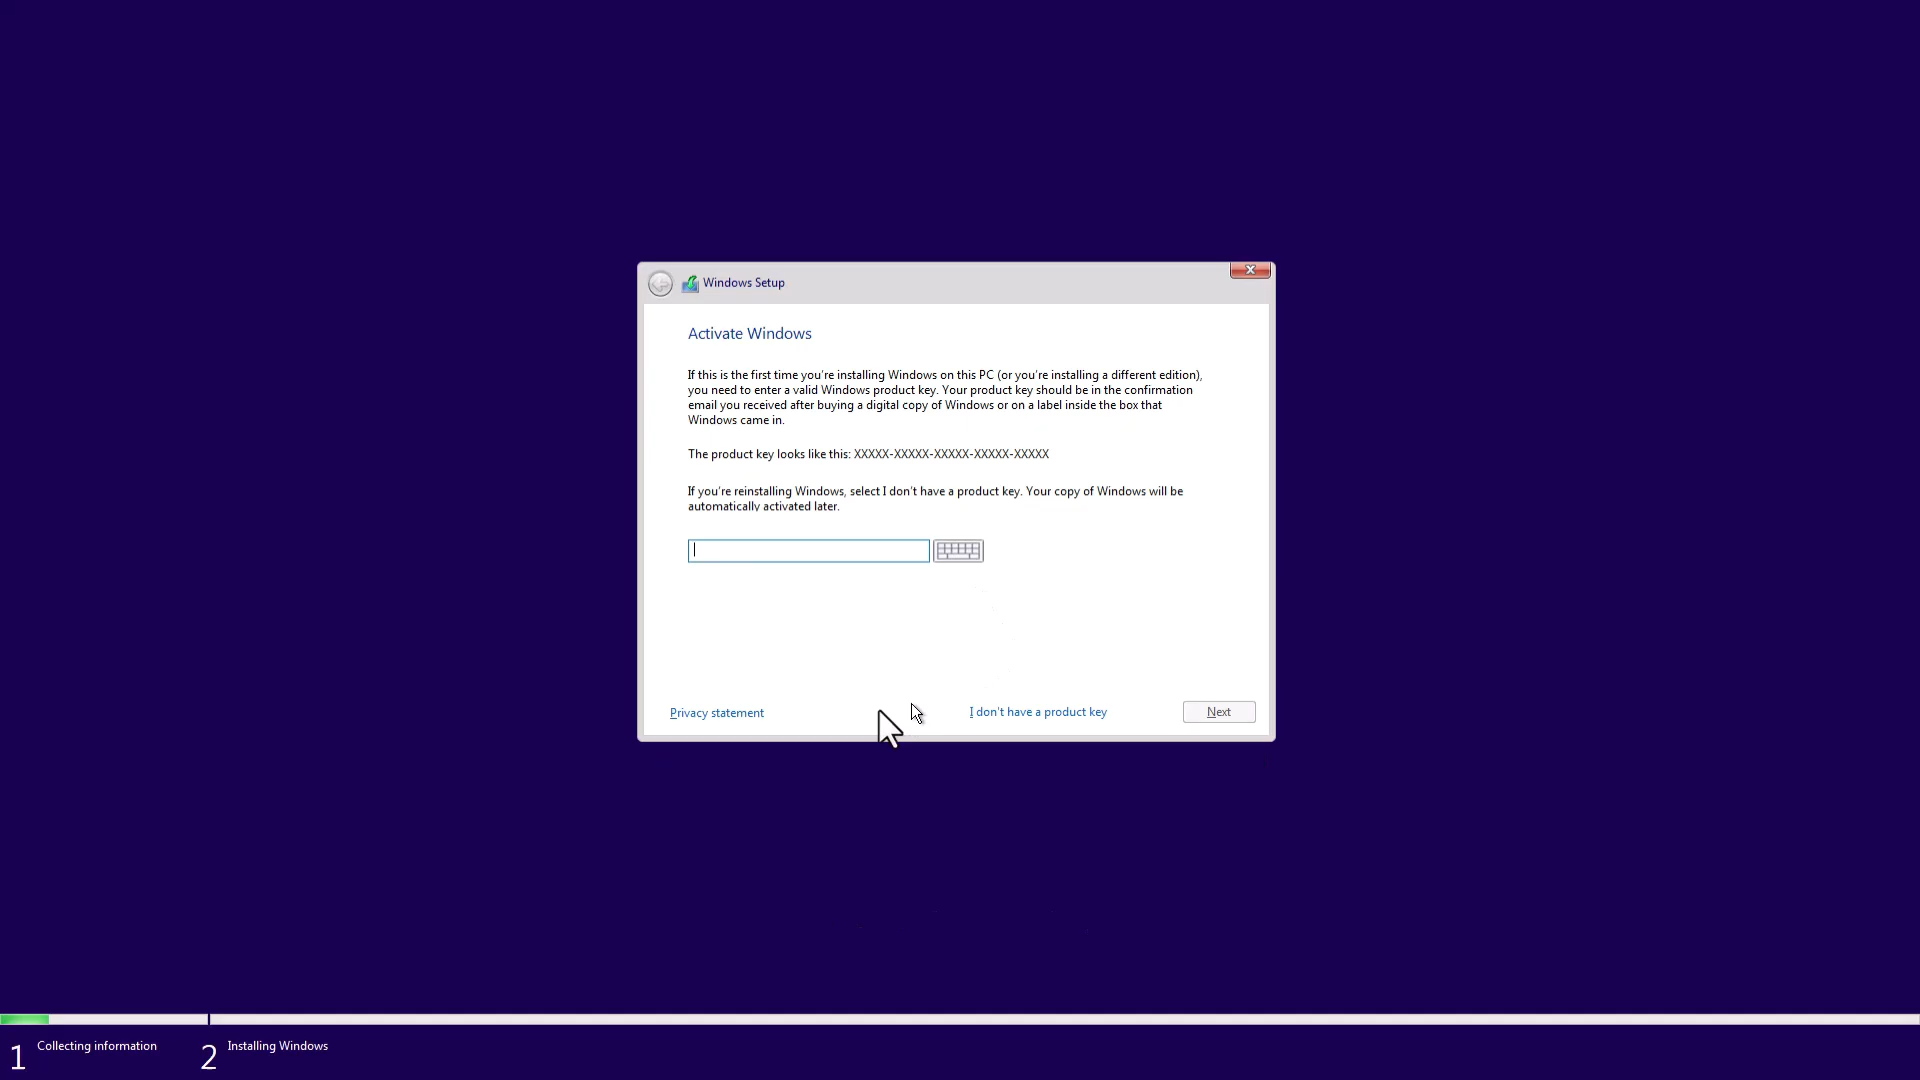 Windows Setup
Activate Windows
If this is the first time you're installing Windows on this PC (or you're installing a different edition),
you need to enter a valid Windows product key. Your product key should be in the confirmation
email you received after buying a digital copy of Windows or on a label inside the box that
Windows came in.
The product key looks like this: XXXXX-XXXXX-XXXXX-XXXXX-XXXXX
If you're reinstalling Windows, select I don't have a product key. Your copy of Windows will be
automatically activated later.
Privacy statement
I don't have a product key
Next
1 Collecting information
2 Installing Windows